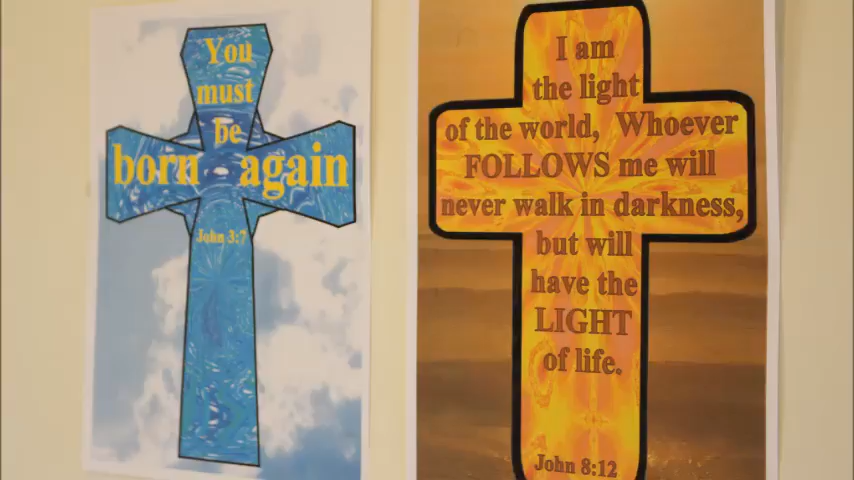 You
must
be
born again
John 3:7
I am
the light
of the world, Whoever
FOLLOWS me will
never walk in darkness,
but will
have the
LIGHT
of life.
John 8:12